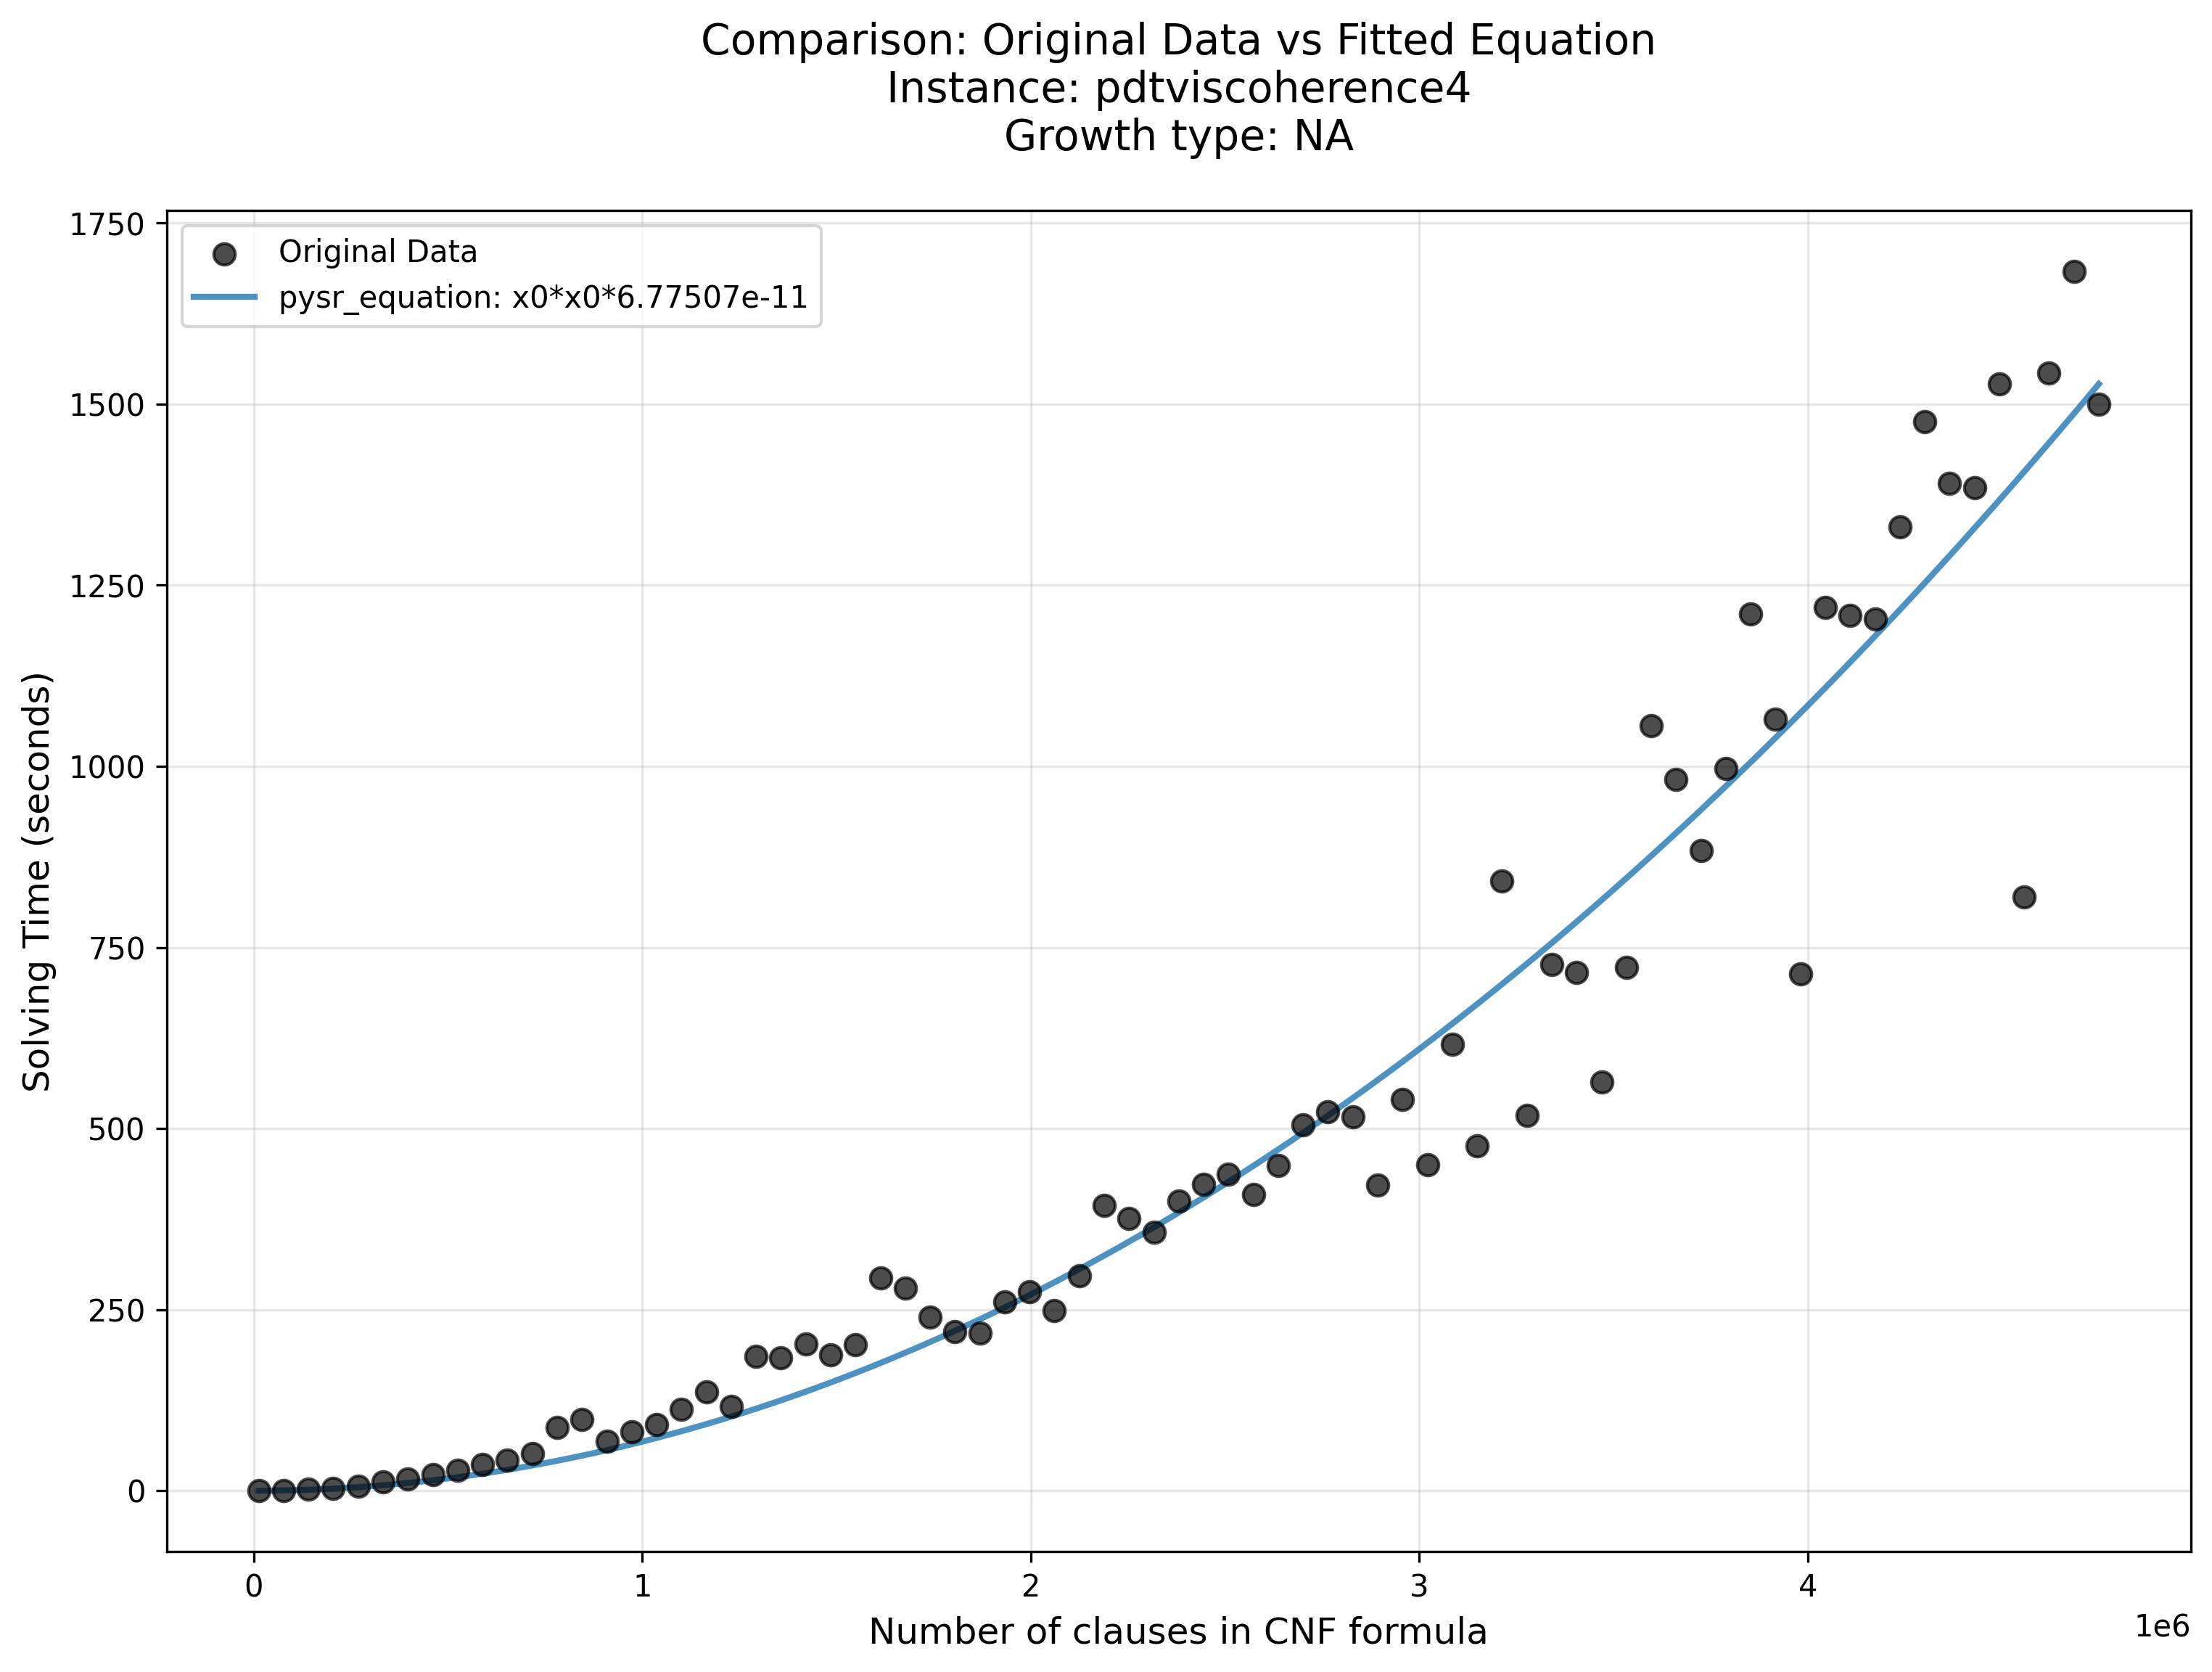 Comparison: Original Data vs Fitted Equation
Instance: pdtviscoherence4
Growth type: NA
Original Data
pysr_equation: x0*x0*6.77507e-11
Solving Time (seconds)
1750
1500
1250
1000
750
500
250
0
0 1 2 3 4
1e6
Number of clauses in CNF formula